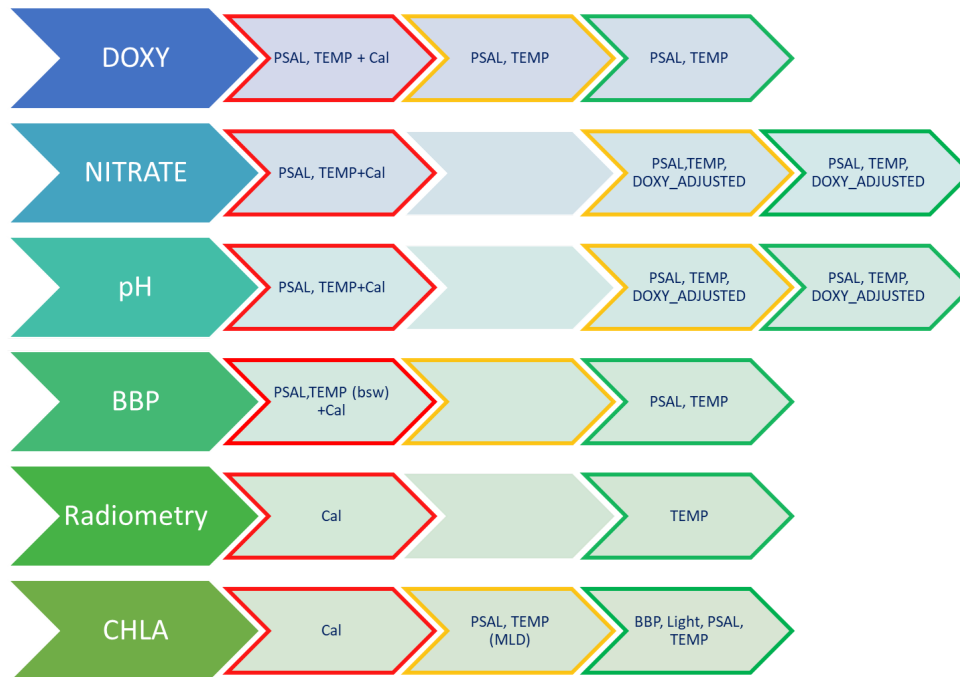 DOXY
PSAL, TEMP + Cal
PSAL, TEMP
PSAL, TEMP
NITRATE
PSAL, TEMP+Cal
PSAL,TEMP,
DOXY_ADJUSTED
PSAL, TEMP,
DOXY_ADJUSTED
pH
PSAL, TEMP+Cal
PSAL, TEMP,
DOXY_ADJUSTED
PSAL, TEMP,
DOXY_ADJUSTED
BBP
PSAL,TEMP (bsw)
+Cal
PSAL, TEMP
Radiometry
Cal
TEMP
CHLA
Cal
PSAL, TEMP
(MLD)
BBP, Light, PSAL,
TEMP